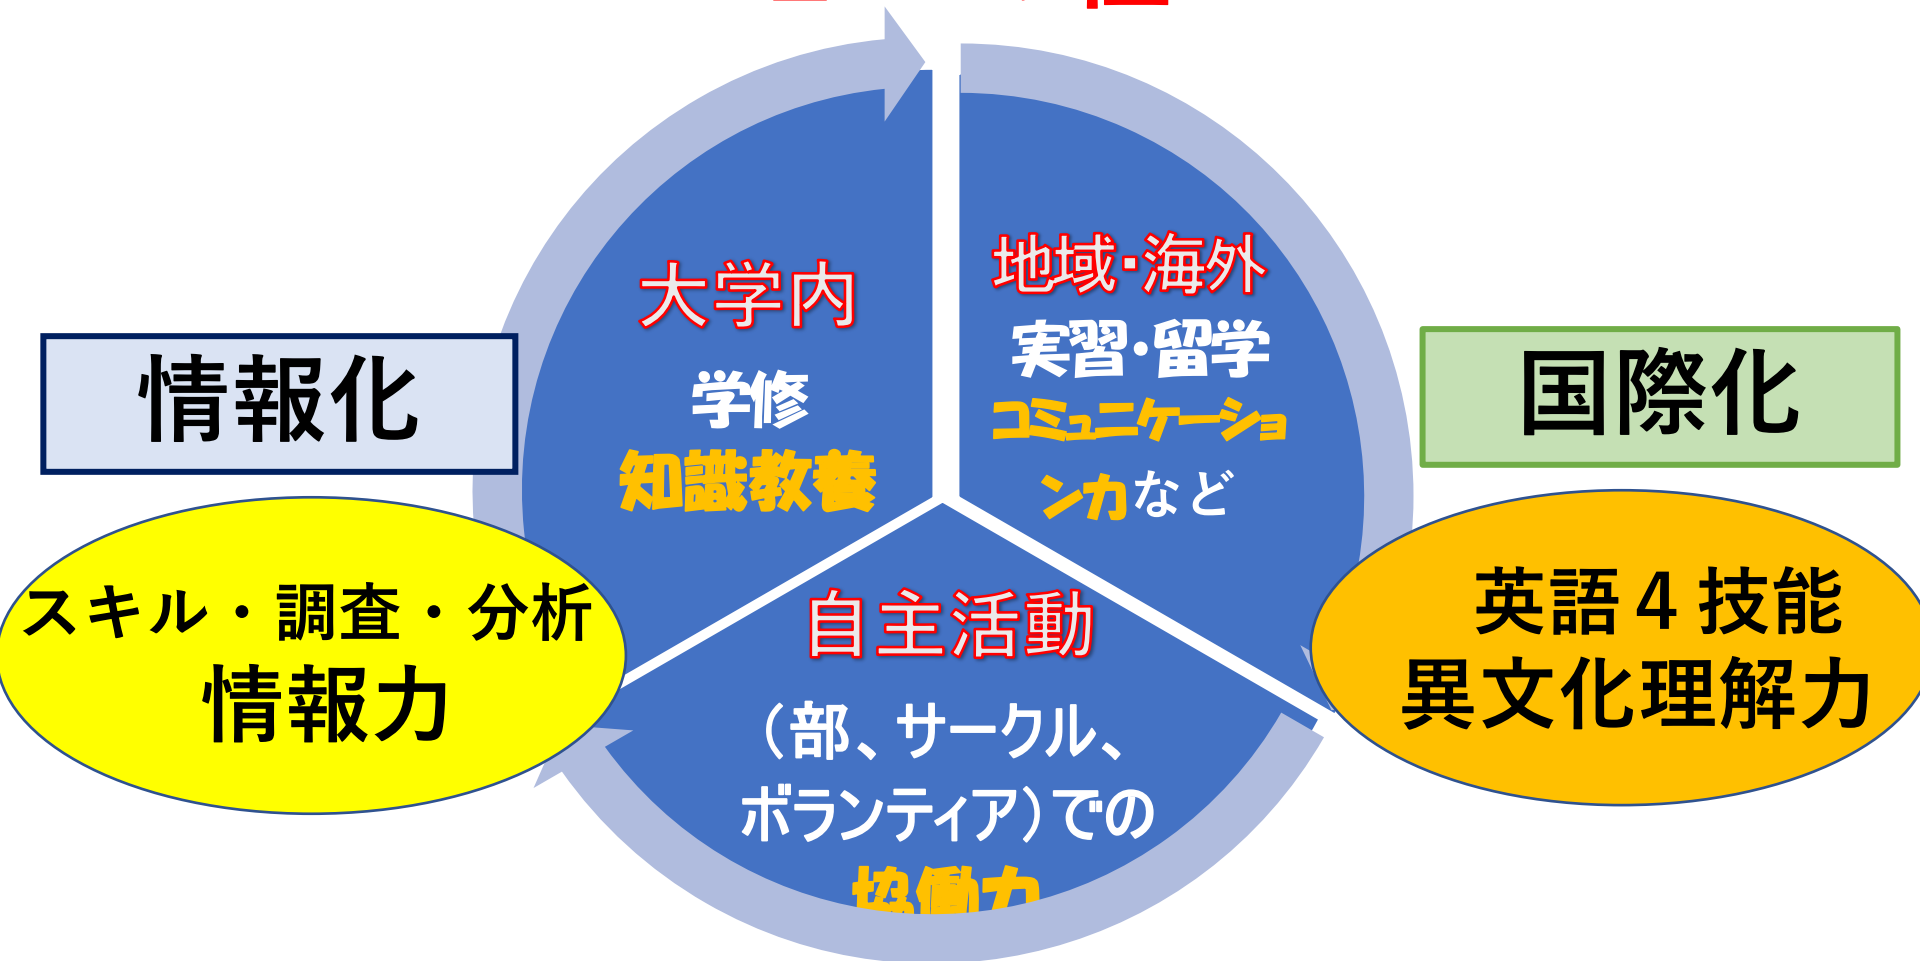 大学内
学修
知識教養
地域・海外
実習・留学
コミュニケーショ
ン力など
自主活動
（部、サークル、
ボランティア）での
協働力
情報化
スキル・調査・分析
情報力
国際化
英語４技能
異文化理解力